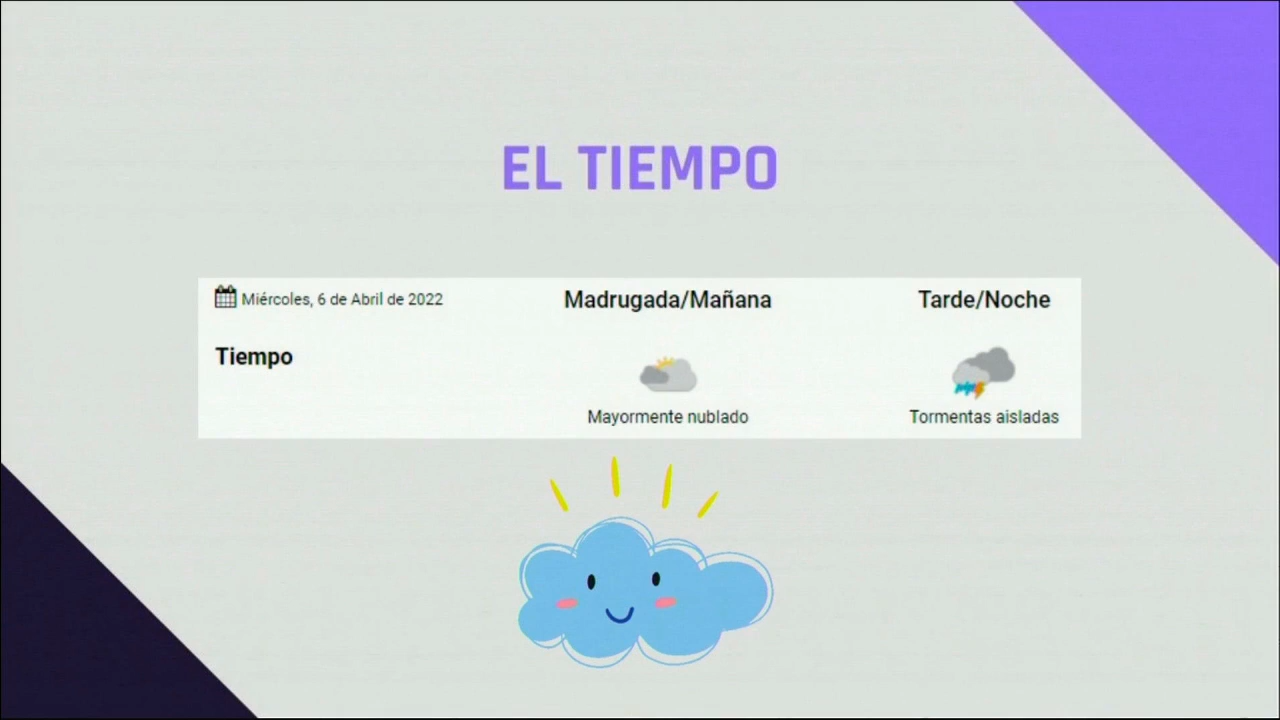 EL TIEMPO
Miércoles, 6 de Abril de 2022
Madrugada/Mañana
Tarde/Noche
Tiempo
Mayormente nublado
Tormentas aisladas